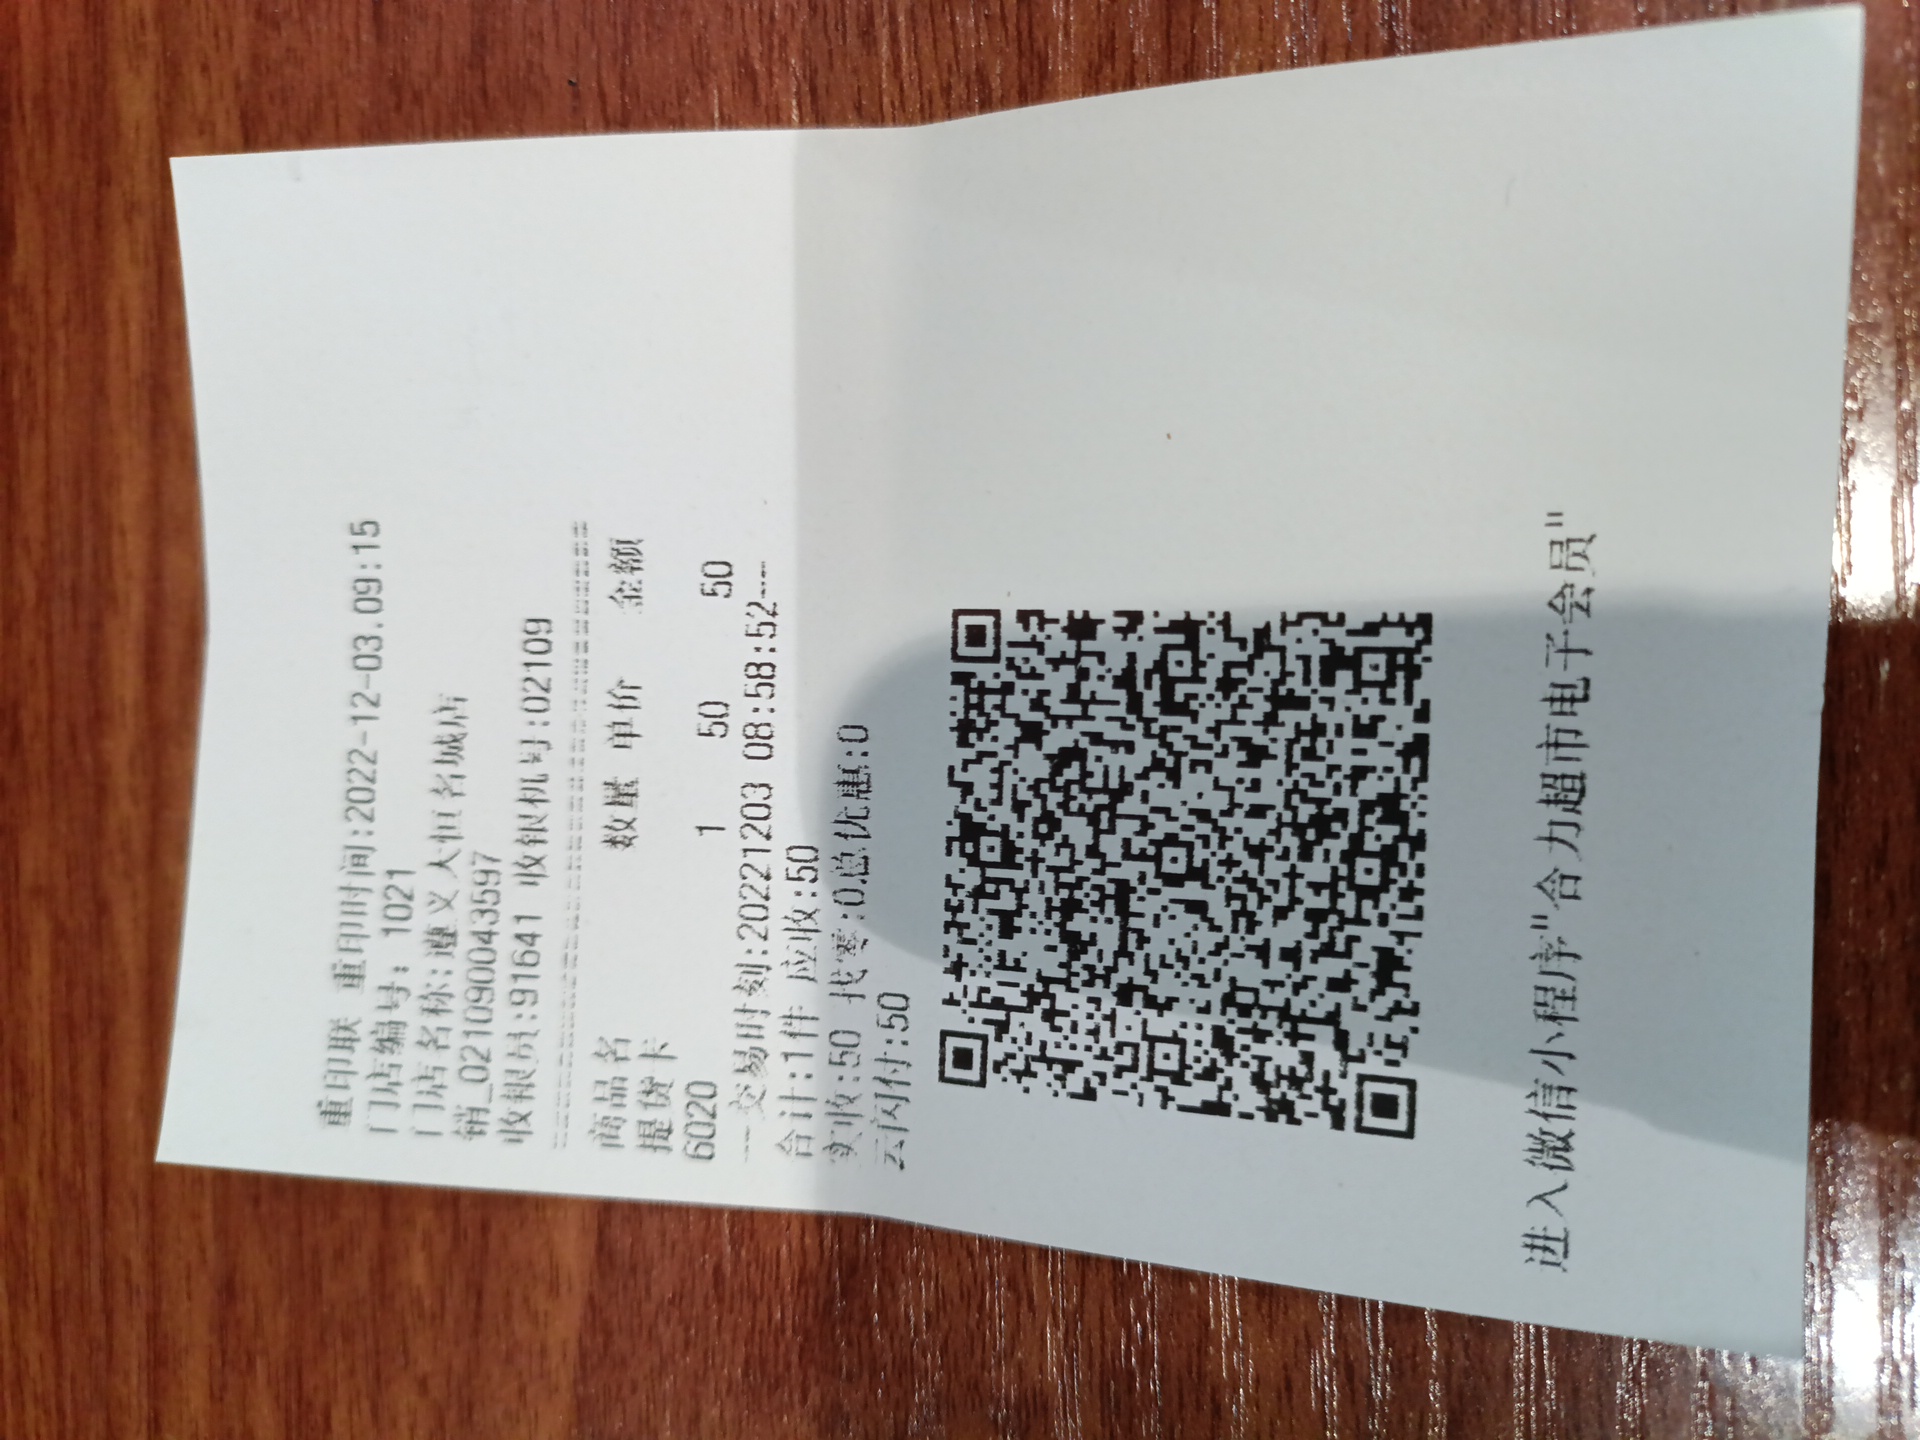 重印联 重印时间:2022-12-03.09:15
门店编号: 1021
门店名称:遵义天恒名城店
销_021090043597
收银员:91641 收银机号:02109
商品名 数量 单价 金额
提货卡
6020 1 50 50
---交易时刻:20221203 08:58:52---
合计:1件 应收:50
实收:50 找零:0总优惠:0
云闪付:50
进入微信小程序"合力超市电子会员"